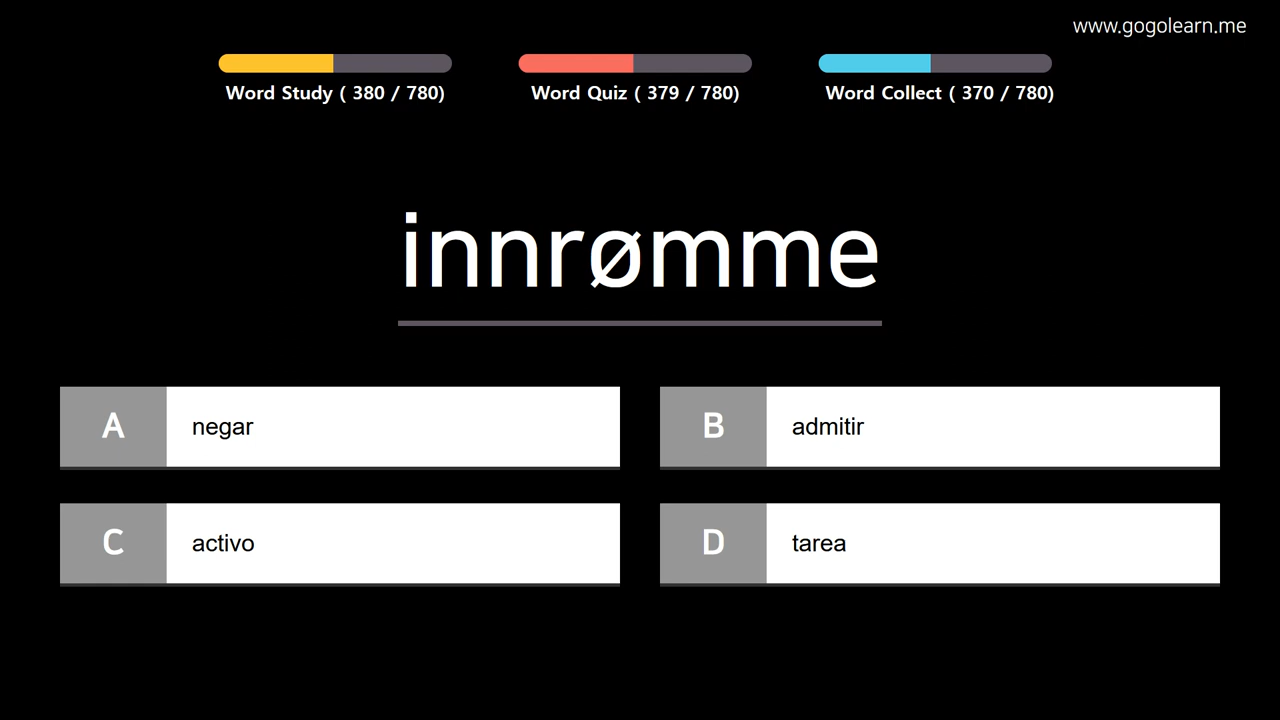 www.gogolearn.me
Word Study ( 380 / 780)
Word Quiz ( 379 / 780)
Word Collect ( 370 / 780)
innrømme
A negar
B admitir
C activo
D tarea